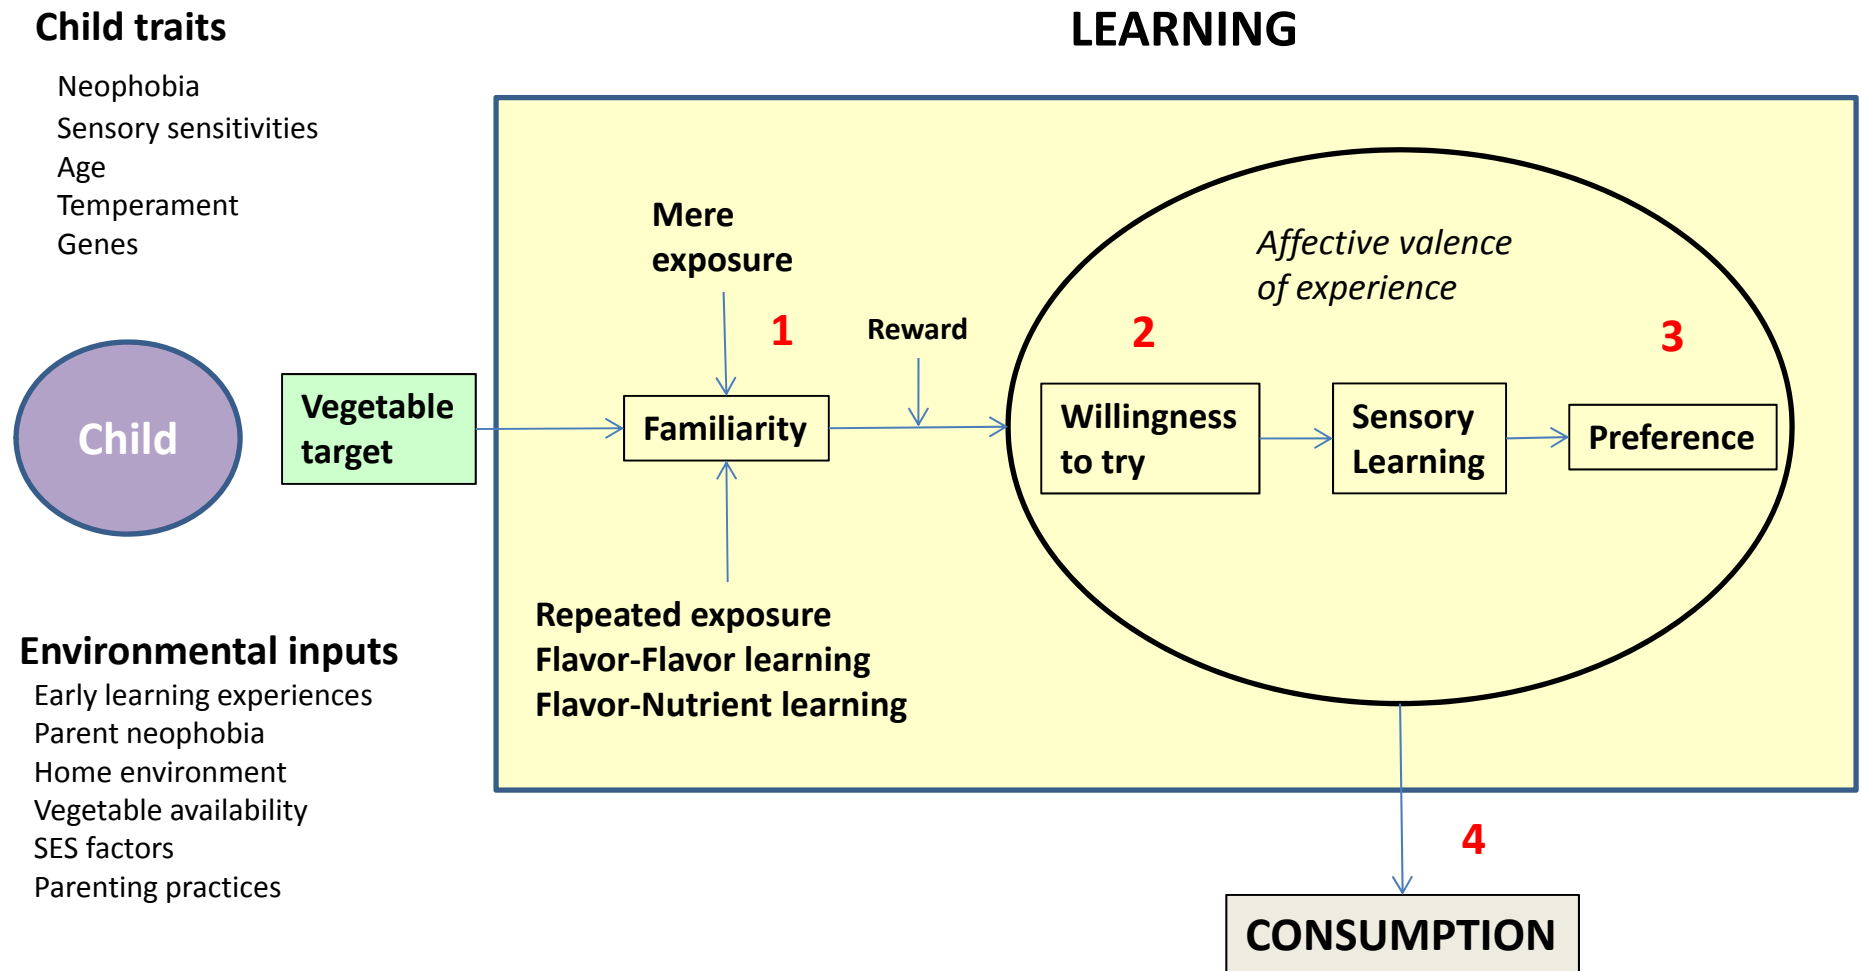 Child traits
Neophobia
Sensory sensitivities
Age
Temperament
Genes
Child
Vegetable
target
Environmental inputs
Early learning experiences
Parent neophobia
Home environment
Vegetable availability
SES factors
Parenting practices
LEARNING
Mere
exposure
1
Reward
Familiarity
Repeated exposure
Flavor-Flavor learning
Flavor-Nutrient learning
Affective valence
of experience
2
3
Willingness
to try
Sensory
Learning
Preference
4
CONSUMPTION